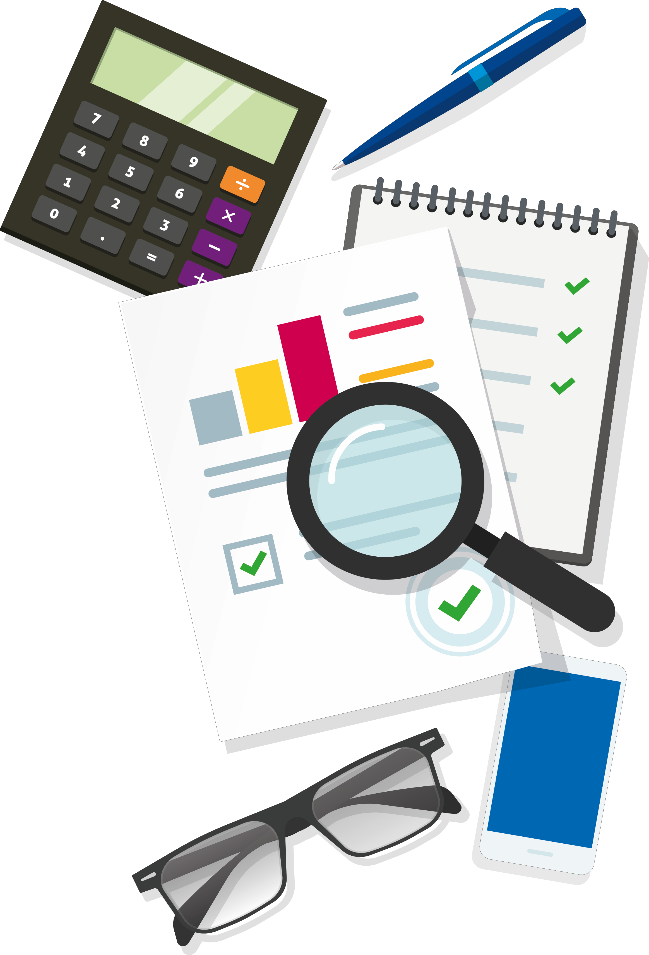 7 8 9 ÷
4 5 6 ×
1 2 3 −
0 . = +